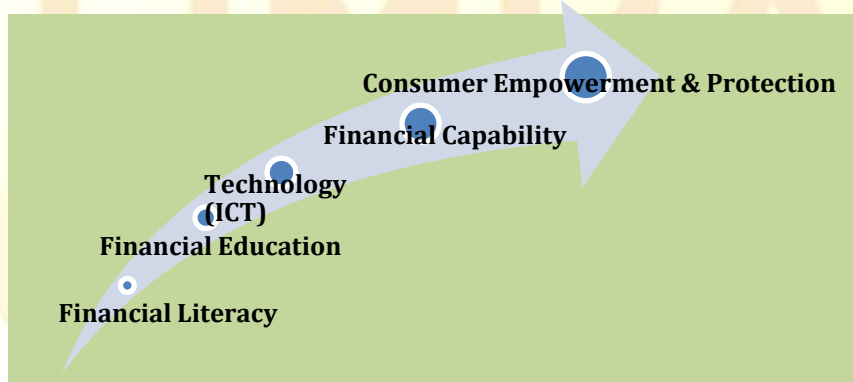 Consumer Empowerment & Protection
Financial Capability
Technology
(ICT)
Financial Education
Financial Literacy